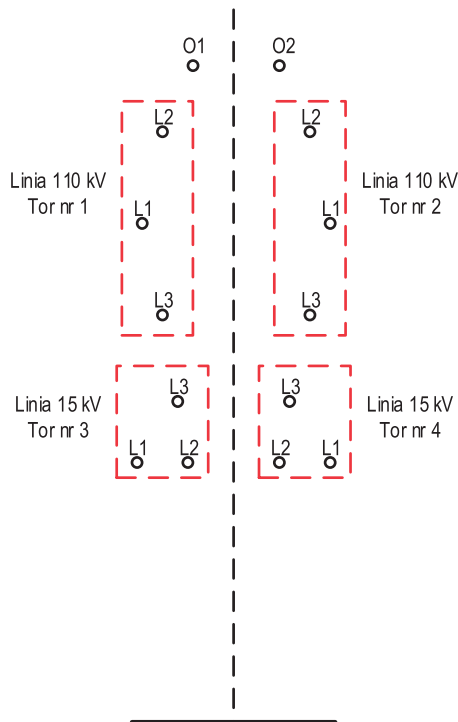 O1 O2
L2 L2
Linia 110 kV
Tor nr 1
L1 L1
Linia 110 kV
Tor nr 2
L3 L3
Linia 15 kV
Tor nr 3
L3 L3
Linia 15 kV
Tor nr 4
L1 L2 L2 L1